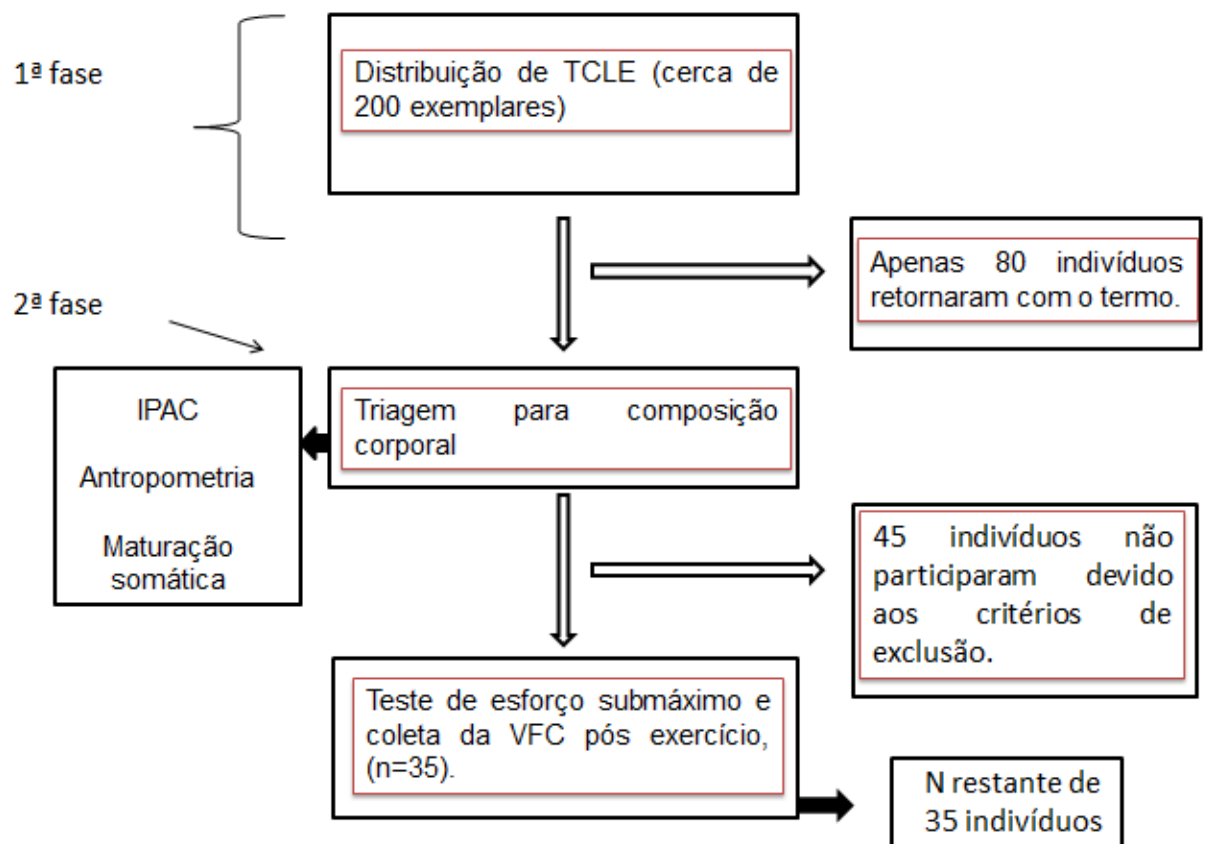 1ª fase
Distribuição de TCLE (cerca de
200 exemplares)
Apenas 80 indivíduos
retornaram com o termo.
2ª fase
IPAC
Antropometria
Maturação
somática
Triagem para composição
corporal
45 indivíduos não
participaram devido
aos critérios de
exclusão.
Teste de esforço submáximo e
coleta da VFC pós exercício,
(n=35).
N restante de
35 indivíduos